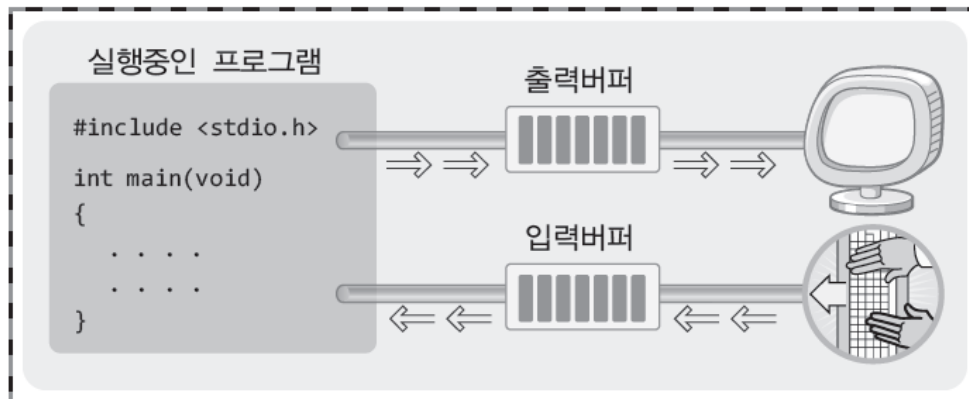 실행중인 프로그램
#include <stdio.h>
int main(void)
{
. . . .
. . . .
}
출력버퍼
입력버퍼